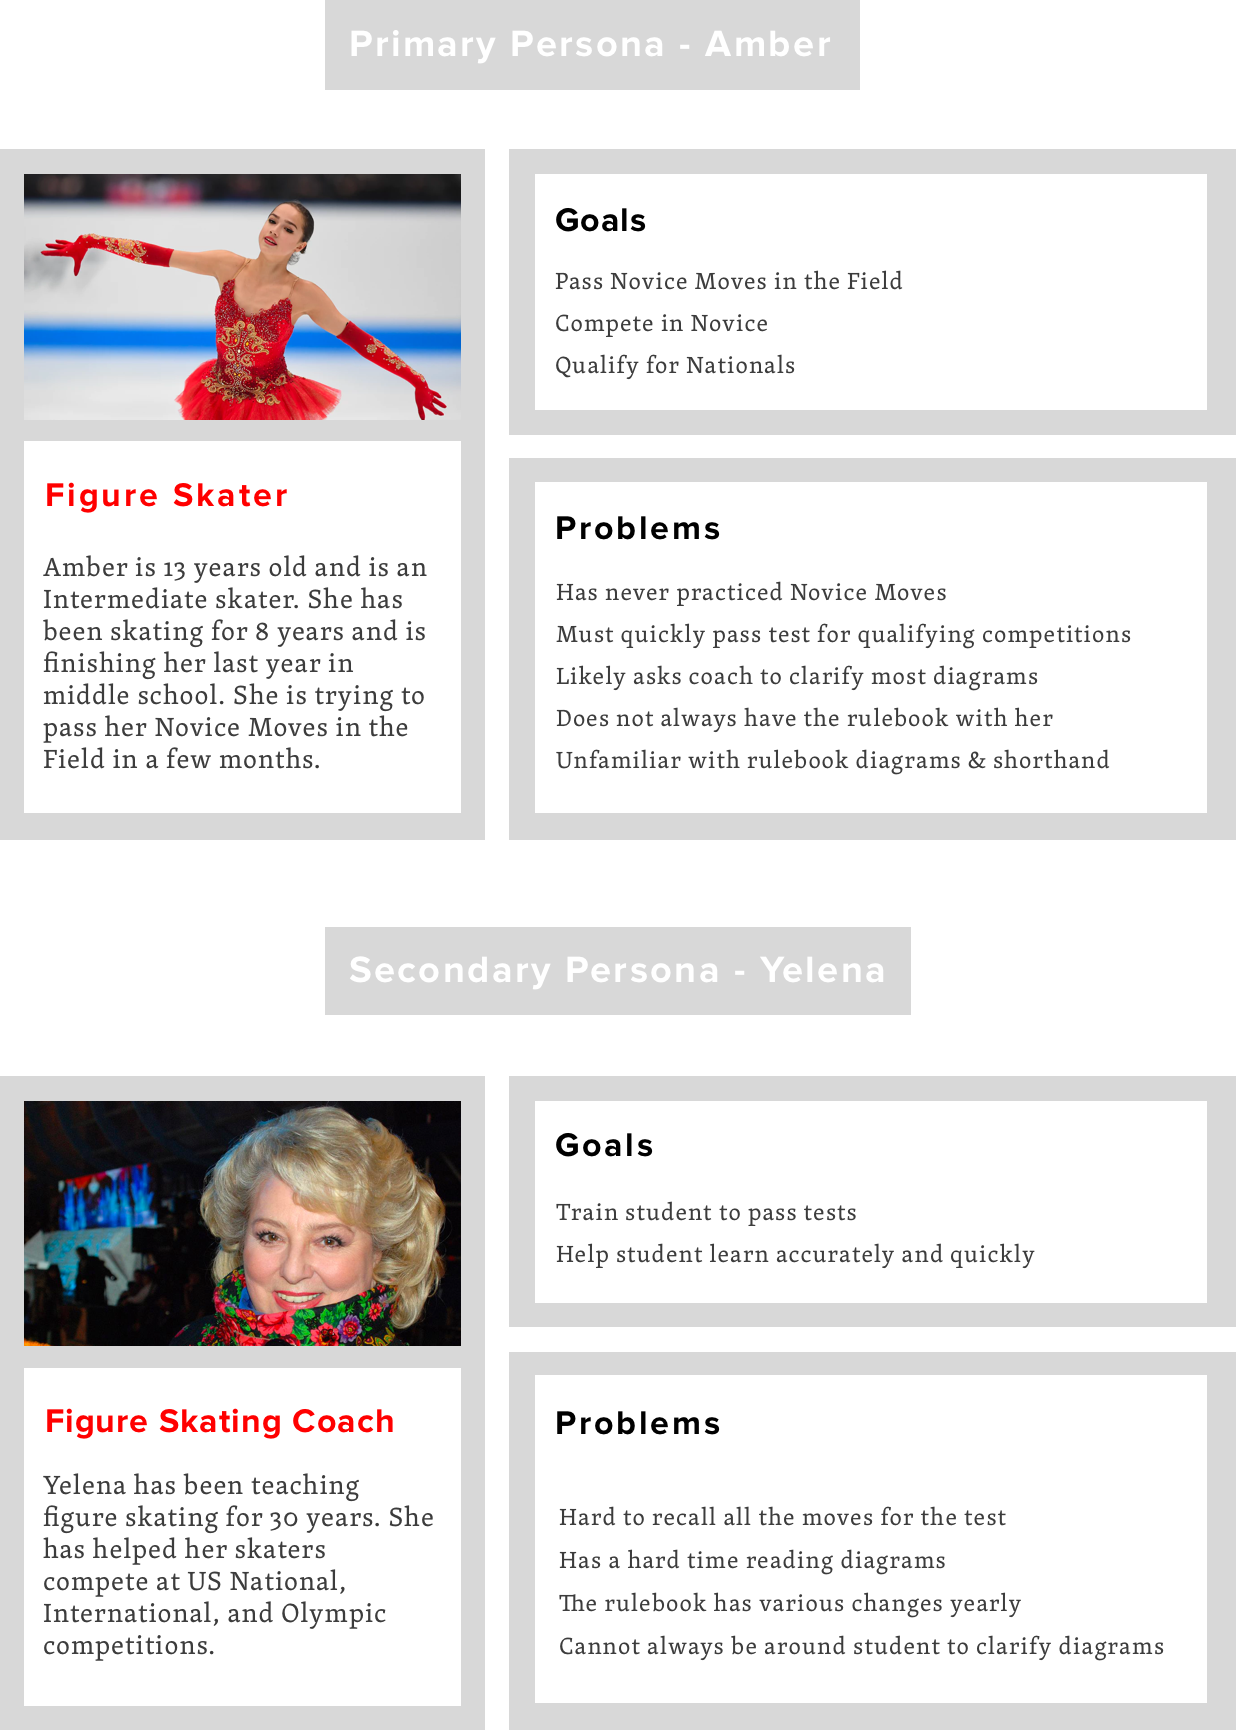 Primary Persona - Amber
Figure Skater
Amber is 13 years old and is an
Intermediate skater. She has
been skating for 8 years and is
finishing her last year in
middle school. She is trying to
pass her Novice Moves in the
Field in a few months.
Goals
Pass Novice Moves in the Field
Compete in Novice
Qualify for Nationals
Problems
Has never practiced Novice Moves
Must quickly pass test for qualifying competitions
Likely asks coach to clarify most diagrams
Does not always have the rulebook with her
Unfamiliar with rulebook diagrams & shorthand
Secondary Persona - Yelena
Figure Skating Coach
Yelena has been teaching
figure skating for 30 years. She
has helped her skaters
compete at US National,
International, and Olympic
competitions.
Goals
Train student to pass tests
Help student learn accurately and quickly
Problems
Hard to recall all the moves for the test
Has a hard time reading diagrams
The rulebook has various changes yearly
Cannot always be around student to clarify diagrams